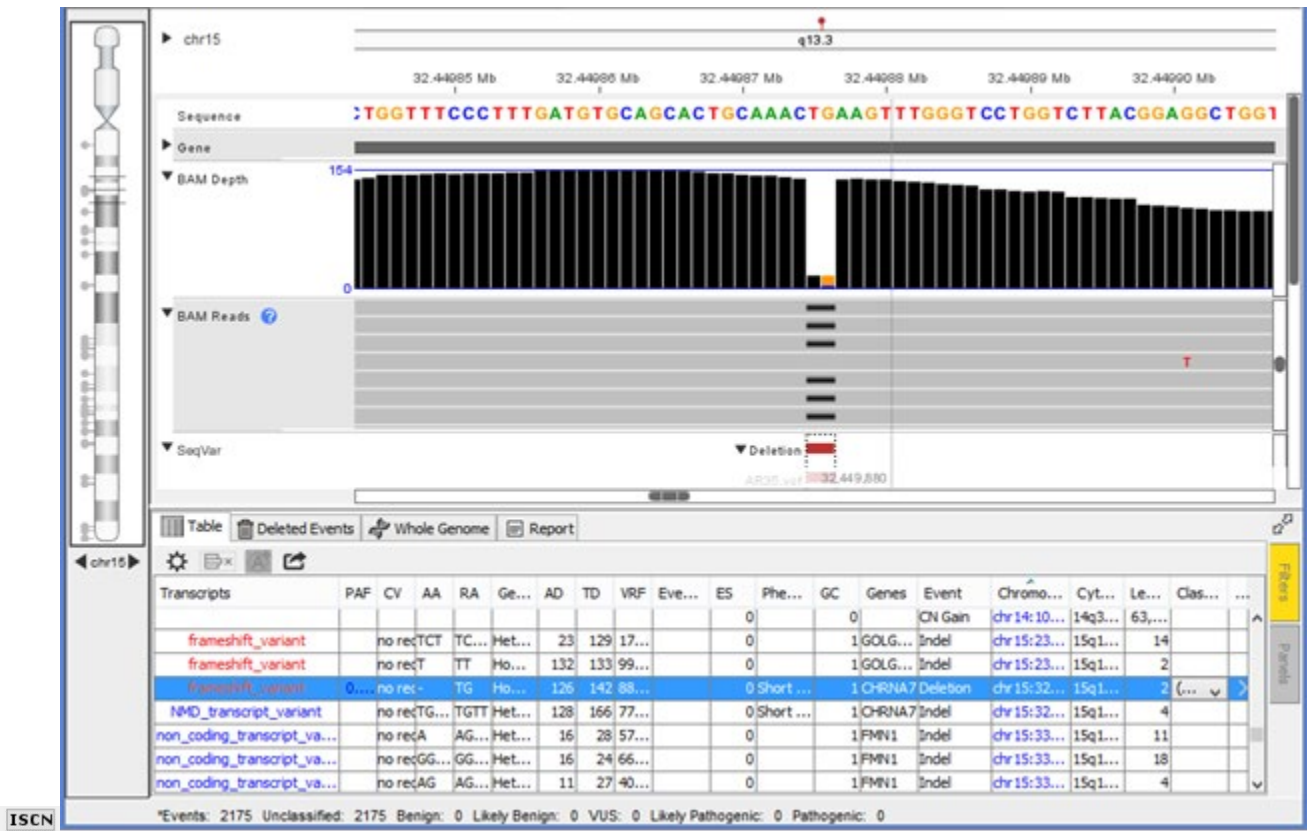 chr15
q13.3
32.44985 Mb 32.44986 Mb 32.44987 Mb 32.44988 Mb 32.44989 Mb 32.44990 Mb
Sequence CTGGTTTCCCTTTGATGTGCAGCACTGCAAACTGAAGTTTGGGTCCTGGTCTTACGGAGGCTGGT
Gene
BAM Depth 154
0
BAM Reads ?
T
SeqVar Deletion
32,449,880
Table Deleted Events Whole Genome Report
chr15
Transcripts PAF CV AA RA Ge... AD TD VRF Eve... ES Phe... GC Genes Event Chromo... Cyt... Le... Clas... ...
0 0 CN Gain chr14:10... 14q3... 63,...
frameshift_variant no rec TCT TC... Het... 23 129 17... 0 1 GOLG... Indel chr15:23... 15q1... 14
frameshift_variant no rec T TT Ho... 132 133 99... 0 1 GOLG... Indel chr15:23... 15q1... 2
frameshift_variant 0.... no rec - TG Ho... 126 142 88... 0 Short ... 1 CHRNA7 Deletion chr15:32... 15q1... 2 (...
NMD_transcript_variant no rec TG... TGTT Het... 128 166 77... 0 Short ... 1 CHRNA7 Indel chr15:32... 15q1... 4
non_coding_transcript_va... no rec A AG... Het... 16 28 57... 0 1 FMN1 Indel chr15:33... 15q1... 11
non_coding_transcript_va... no rec GG... GG... Het... 16 24 66... 0 1 FMN1 Indel chr15:33... 15q1... 18
non_coding_transcript_va... no rec AG AG... Het... 11 27 40... 0 1 FMN1 Indel chr15:33... 15q1... 4
Filters
Panels
ISCN
*Events: 2175 Unclassified: 2175 Benign: 0 Likely Benign: 0 VUS: 0 Likely Pathogenic: 0 Pathogenic: 0